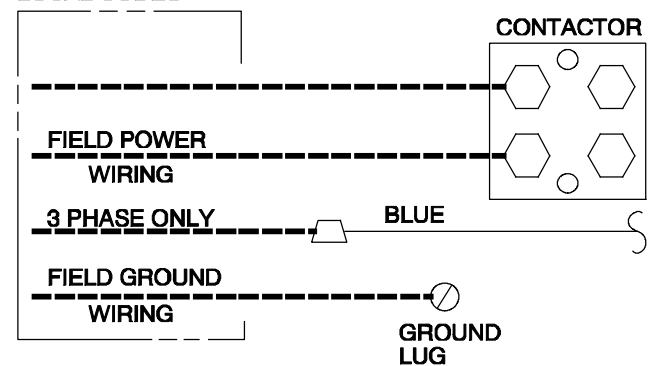 CONTACTOR
FIELD POWER
WIRING
3 PHASE ONLY
BLUE
FIELD GROUND
WIRING
GROUND
LUG